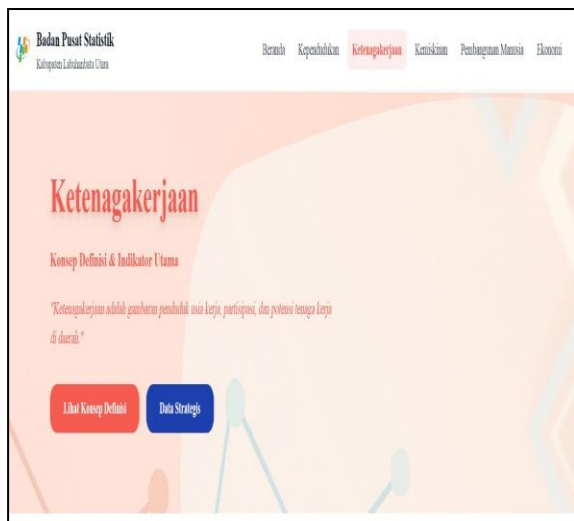 Badan Pusat Statistik
Kabupaten Labuhanbatu Utara
Beranda Kependudukan Ketenagakerjaan Kemiskinan Pembangunan Manusia Ekonomi
Ketenagakerjaan
Konsep Definisi & Indikator Utama
"Ketenagakerjaan adalah gambaran penduduk usia kerja, partisipasi, dan potensi tenaga kerja
di daerah."
Lihat Konsep Definisi Data Strategis